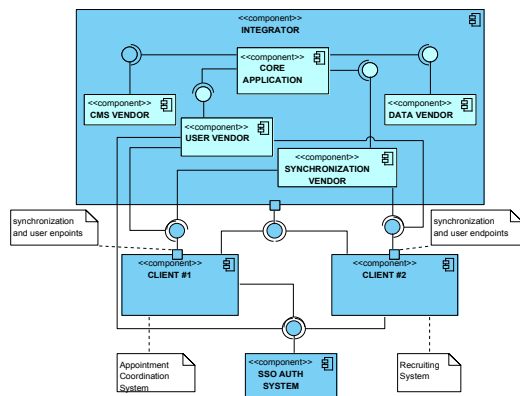 <<component>>
INTEGRATOR
<<component>>
CORE
APPLICATION
<<component>>
CMS VENDOR
<<component>>
DATA VENDOR
<<component>>
USER VENDOR
<<component>>
SYNCHRONIZATION
VENDOR
synchronization
and user enpoints
synchronization
and user endpoints
<<component>>
CLIENT #1
<<component>>
CLIENT #2
Appointment
Coordination
System
<<component>>
SSO AUTH
SYSTEM
Recruiting
System